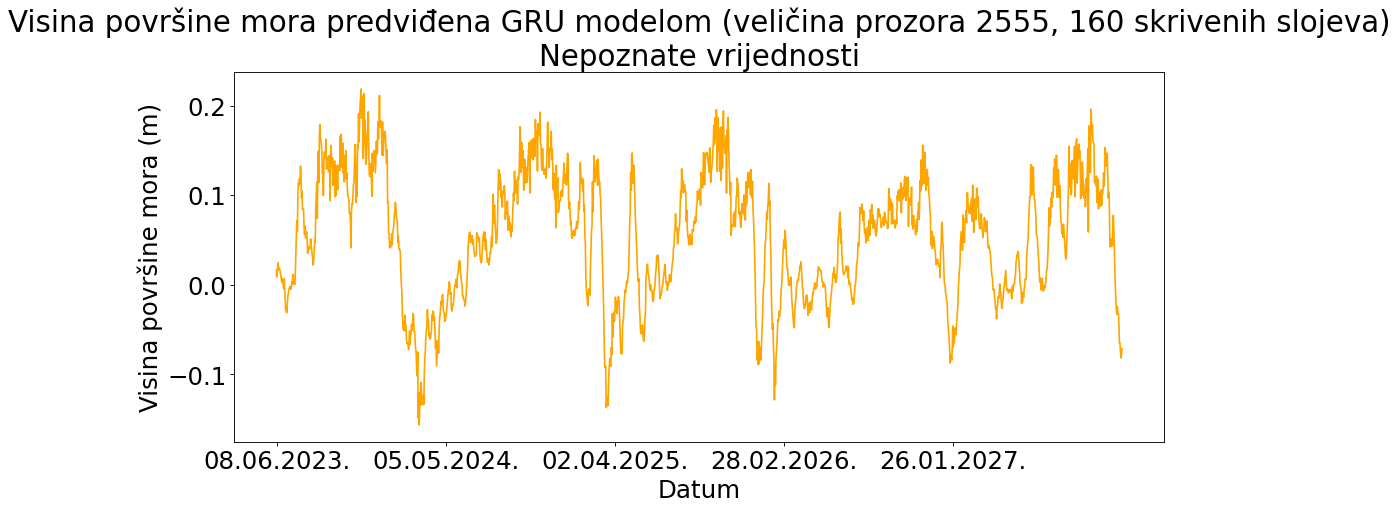 Visina površine mora predviđena GRU modelom (veličina prozora 2555, 160 skrivenih slojeva)
Nepoznate vrijednosti
Visina površine mora (m)
0.2
0.1
0.0
−0.1
08.06.2023. 05.05.2024. 02.04.2025. 28.02.2026. 26.01.2027.
Datum